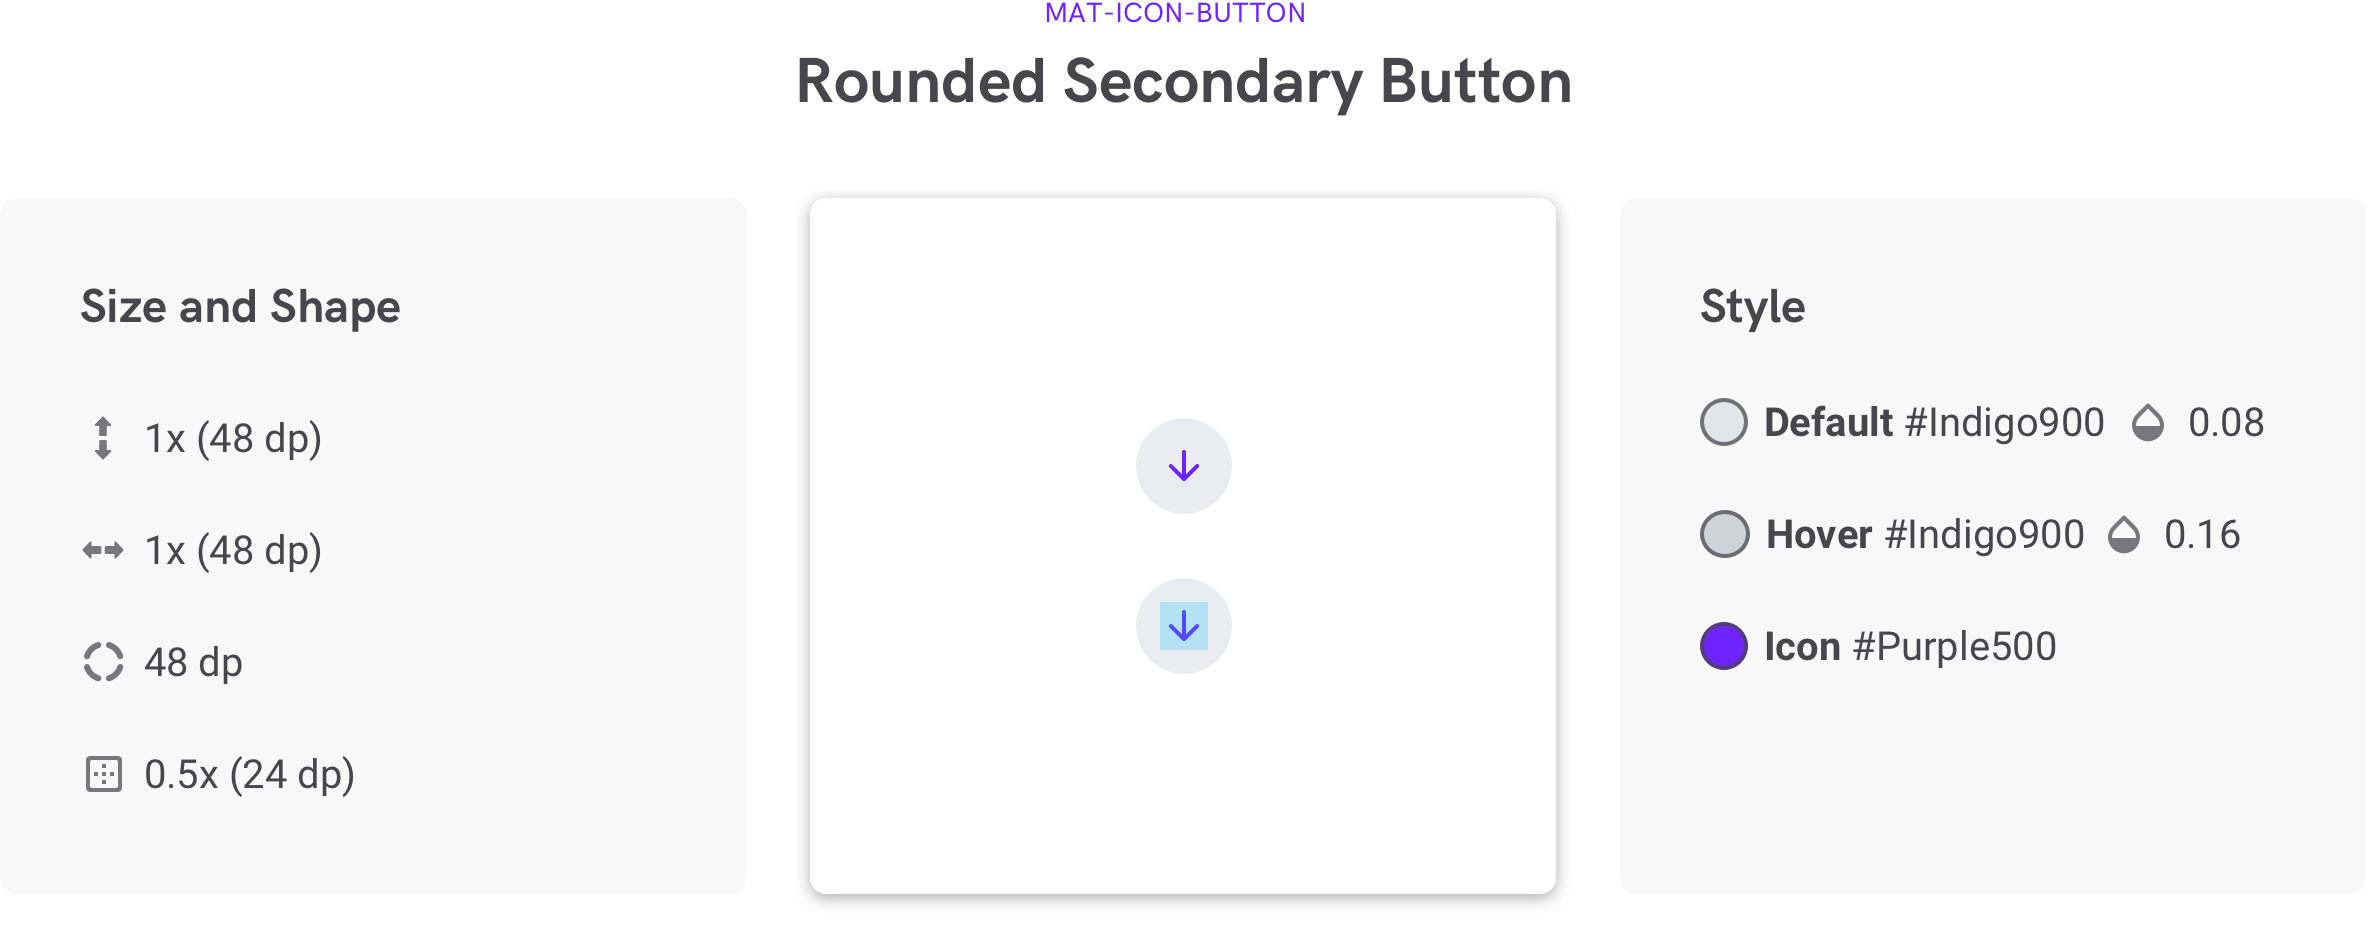 MAT-ICON-BUTTON
Rounded Secondary Button
Size and Shape
1x (48 dp)
1x (48 dp)
48 dp
0.5x (24 dp)
Style
Default #Indigo900 0.08
Hover #Indigo900 0.16
Icon #Purple500